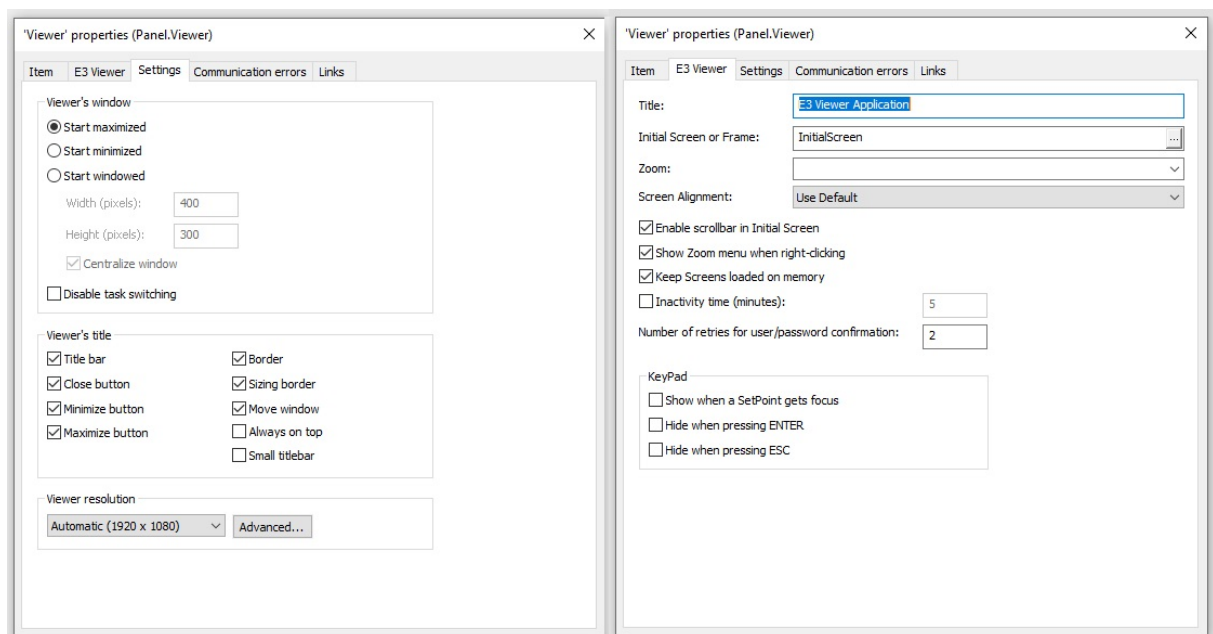 'Viewer' properties (Panel.Viewer)
Item E3 Viewer Settings Communication errors Links
Viewer's window
Start maximized
Start minimized
Start windowed
Width (pixels): 400
Height (pixels): 300
Centralize window
Disable task switching
Viewer's title
Title bar Border
Close button Sizing border
Minimize button Move window
Maximize button Always on top
Small titlebar
Viewer resolution
Automatic (1920 x 1080) Advanced...
'Viewer' properties (Panel.Viewer)
Item E3 Viewer Settings Communication errors Links
Title: E3 Viewer Application
Initial Screen or Frame: InitialScreen ...
Zoom:
Screen Alignment: Use Default
Enable scrollbar in Initial Screen
Show Zoom menu when right-clicking
Keep Screens loaded on memory
Inactivity time (minutes): 5
Number of retries for user/password confirmation: 2
KeyPad
Show when a SetPoint gets focus
Hide when pressing ENTER
Hide when pressing ESC